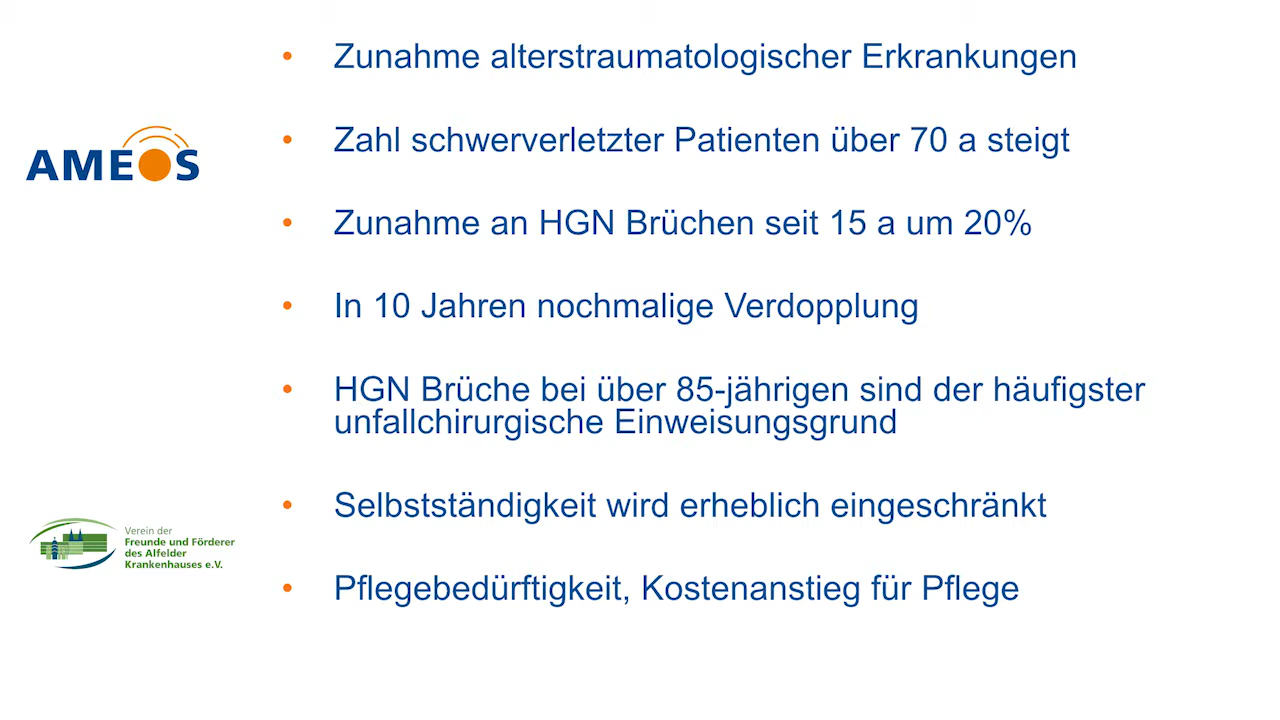 Zunahme alterstraumatologischer Erkrankungen
AMEOS
Zahl schwerverletzter Patienten über 70 a steigt
Zunahme an HGN Brüchen seit 15 a um 20%
In 10 Jahren nochmalige Verdopplung
HGN Brüche bei über 85-jährigen sind der häufigster
unfallchirurgische Einweisungsgrund
Selbstständigkeit wird erheblich eingeschränkt
Verein der
Freunde und Förderer
des Alfelder
Krankenhauses e.V.
Pflegebedürftigkeit, Kostenanstieg für Pflege